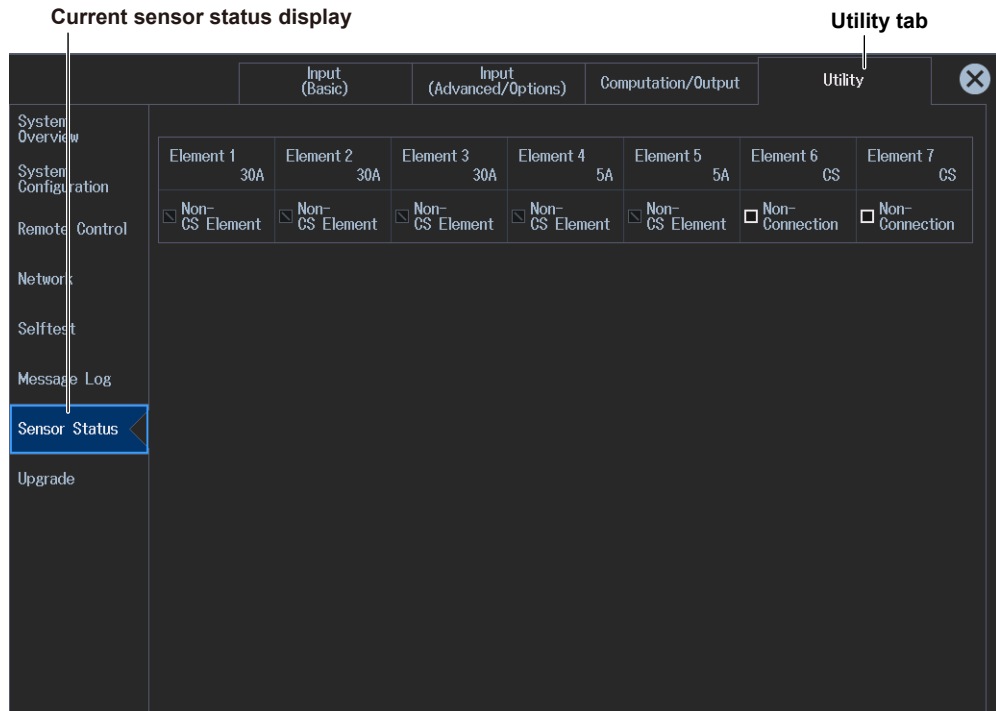 Current sensor status display
Utility tab
Input
(Basic)
Input
(Advanced/Options)
Computation/Output
Utility
System
Overview
System
Configuration
Remote Control
Network
Selftest
Message Log
Sensor Status
Upgrade
Element 1
30A
Element 2
30A
Element 3
30A
Element 4
5A
Element 5
5A
Element 6
CS
Element 7
CS
Non-
CS Element
Non-
CS Element
Non-
CS Element
Non-
CS Element
Non-
CS Element
Non-
Connection
Non-
Connection